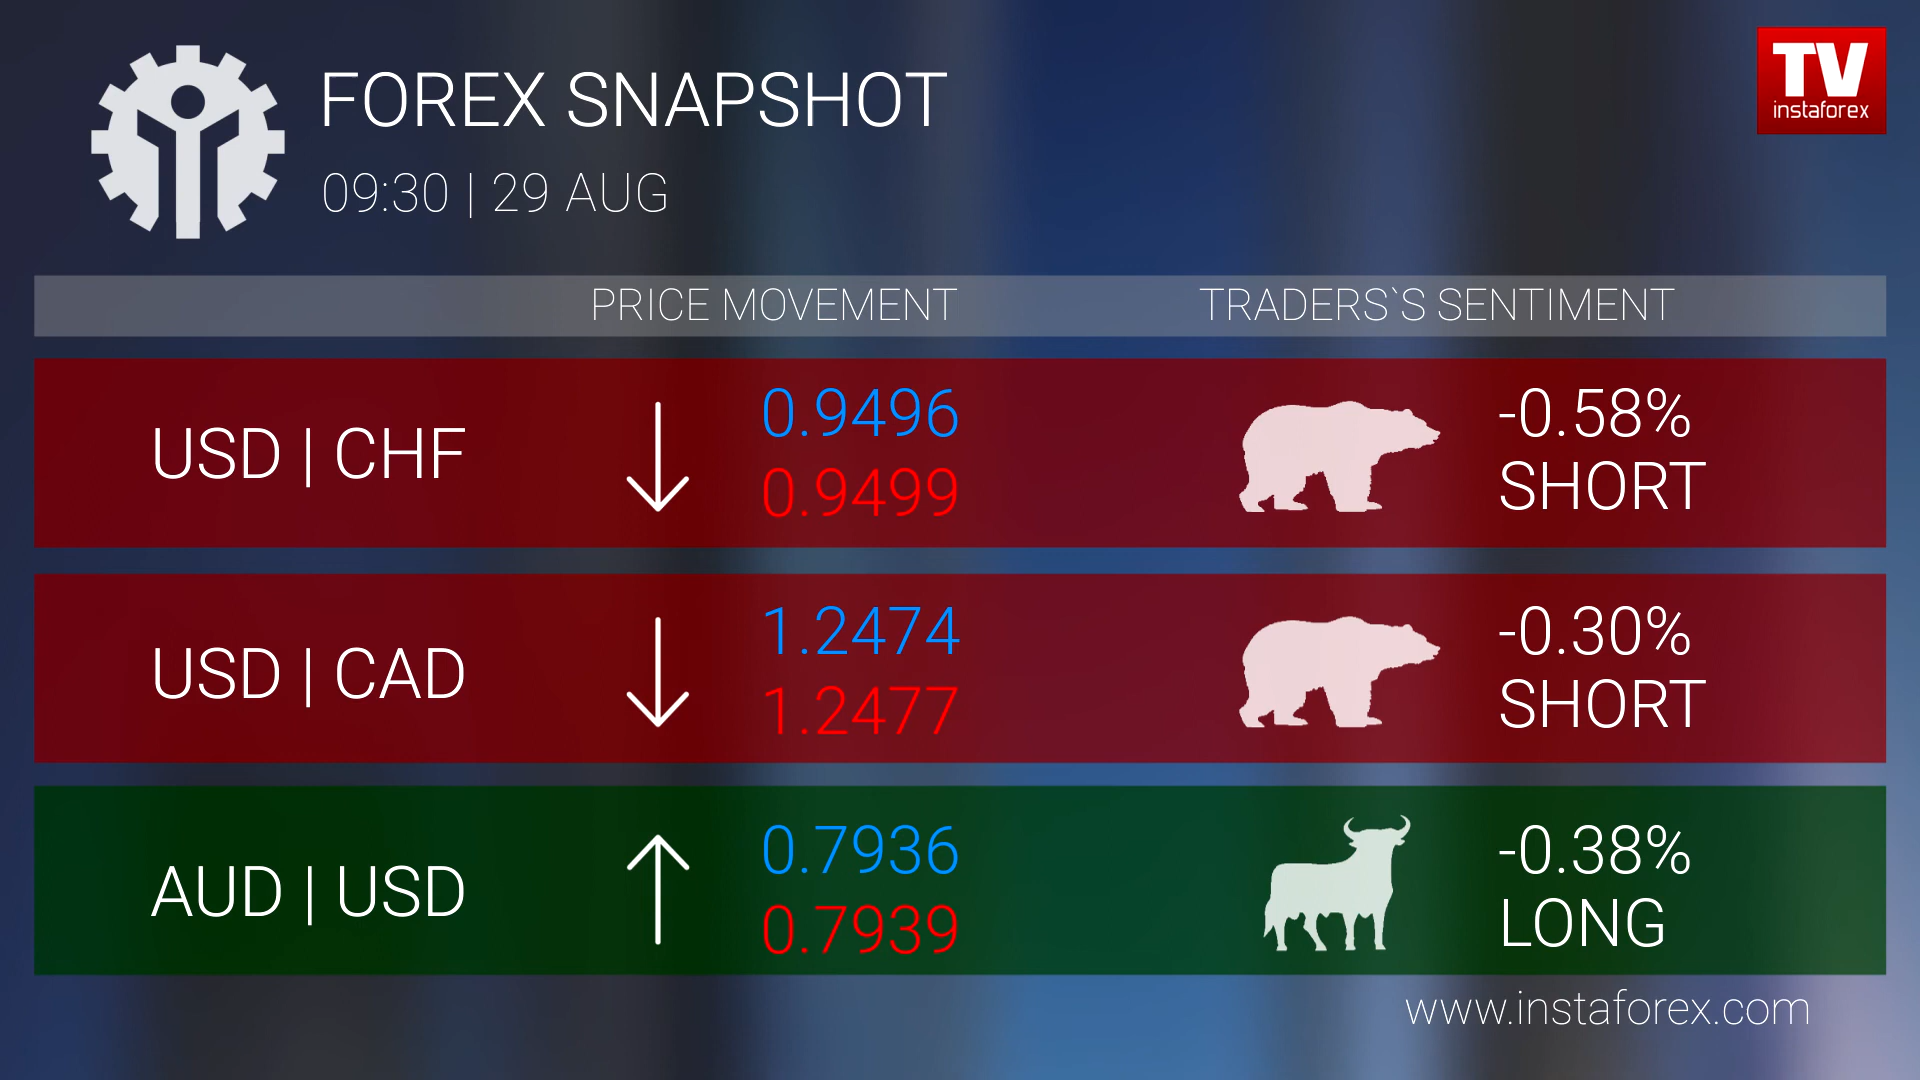 FOREX SNAPSHOT
09:30 | 29 AUG
TV
instaforex
PRICE MOVEMENT
TRADERS`S SENTIMENT
USD | CHF
0.9496
0.9499
-0.58%
SHORT
USD | CAD
1.2474
1.2477
-0.30%
SHORT
AUD | USD
0.7936
0.7939
-0.38%
LONG
www.instaforex.com